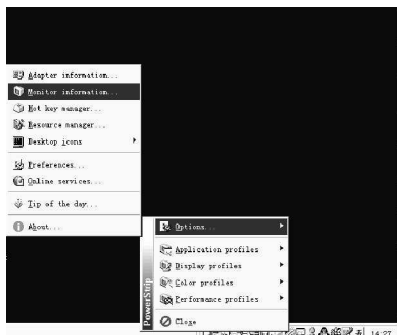 Adapter information...
Monitor information...
Hot key manager...
Resource manager...
Desktop icons
Preferences...
Online services...
Tip of the day...
About...
PowerStrip
Options...
Application profiles
Display profiles
Color profiles
Performance profiles
Close
14:27